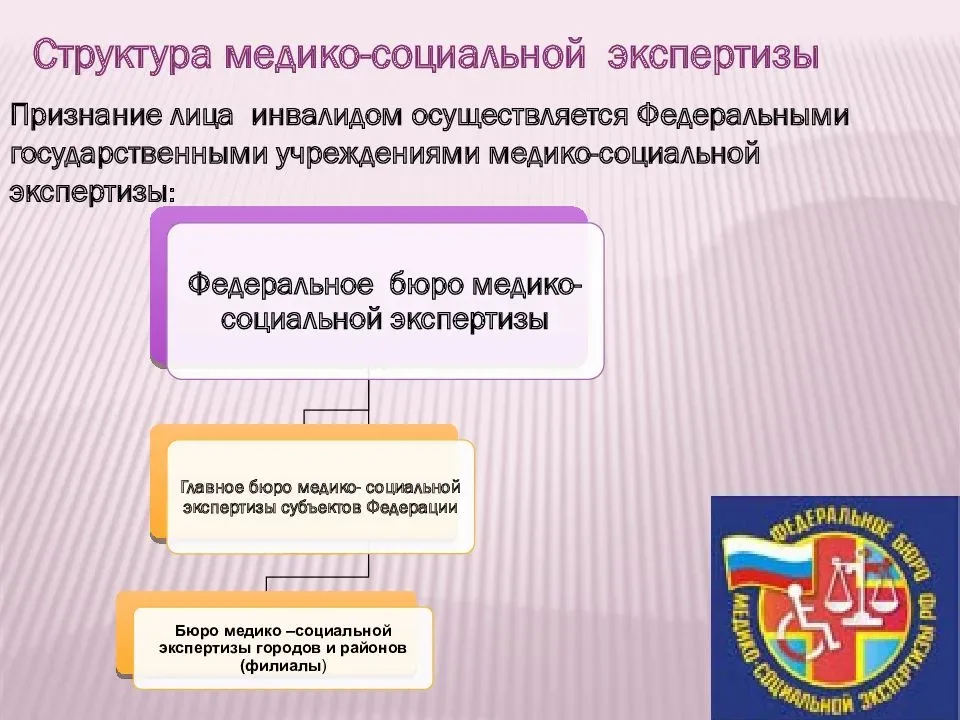 Структура медико-социальной экспертизы
Признание лица инвалидом осуществляется Федеральными
государственными учреждениями медико-социальной
экспертизы:
Федеральное бюро медико-
социальной экспертизы
Главное бюро медико- социальной
экспертизы субъектов Федерации
Бюро медико –социальной
экспертизы городов и районов
(филиалы)
ФЕДЕРАЛЬНОЕ БЮРО
МЕДИКО-СОЦИАЛЬНОЙ ЭКСПЕРТИЗЫ РФ